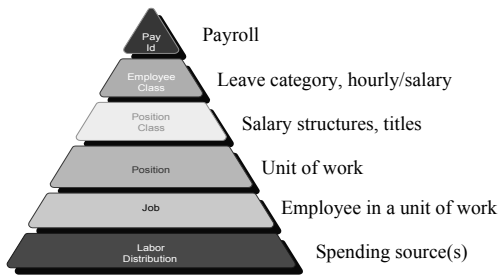 Pay
Id
Payroll
Employee
Class
Leave category, hourly/salary
Position
Class
Salary structures, titles
Position
Unit of work
Job
Employee in a unit of work
Labor
Distribution
Spending source(s)